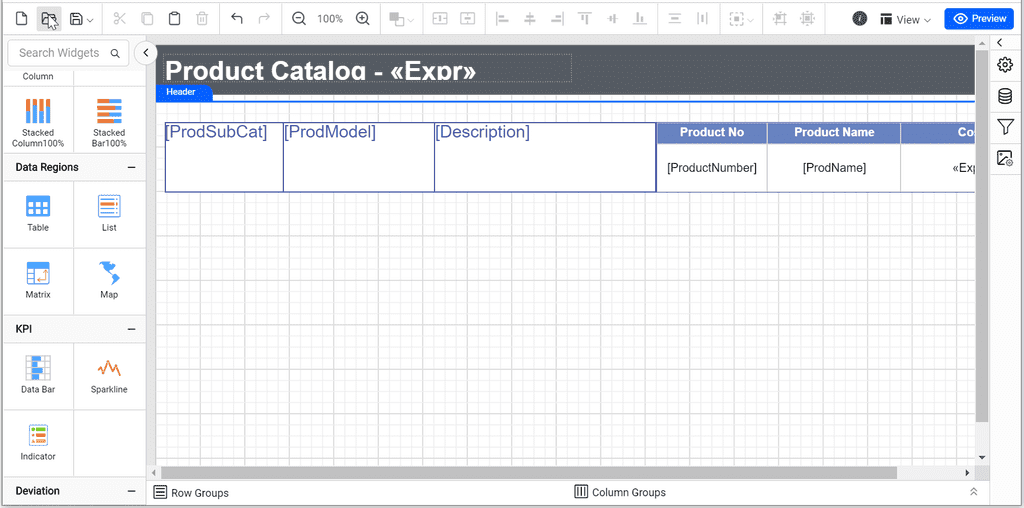 100%
View
Preview
Search Widgets
Column
Stacked
Column100%
Stacked
Bar100%
Data Regions
Table
List
Matrix
Map
KPI
Data Bar
Sparkline
Indicator
Deviation
Product Catalog - «Expr»
Header
[ProdSubCat]
[ProdModel]
[Description]
Product No
Product Name
Co
[ProductNumber]
[ProdName]
«Exp
Row Groups
Column Groups